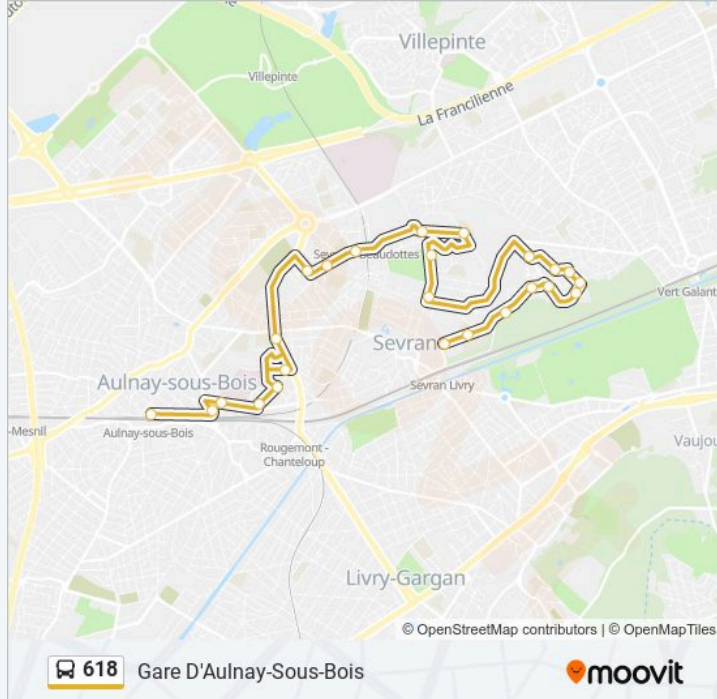 Villepinte
Villepinte
La Francilienne
Sevran Beaudottes
Vert Galant
Sevran
Aulnay-sous-Bois
Sevran Livry
-Mesnil
Aulnay-sous-Bois
Rougemont -
Chanteloup
Vaujou
Livry-Gargan
© OpenStreetMap contributors | © OpenMapTiles
618 Gare D'Aulnay-Sous-Bois
moovit